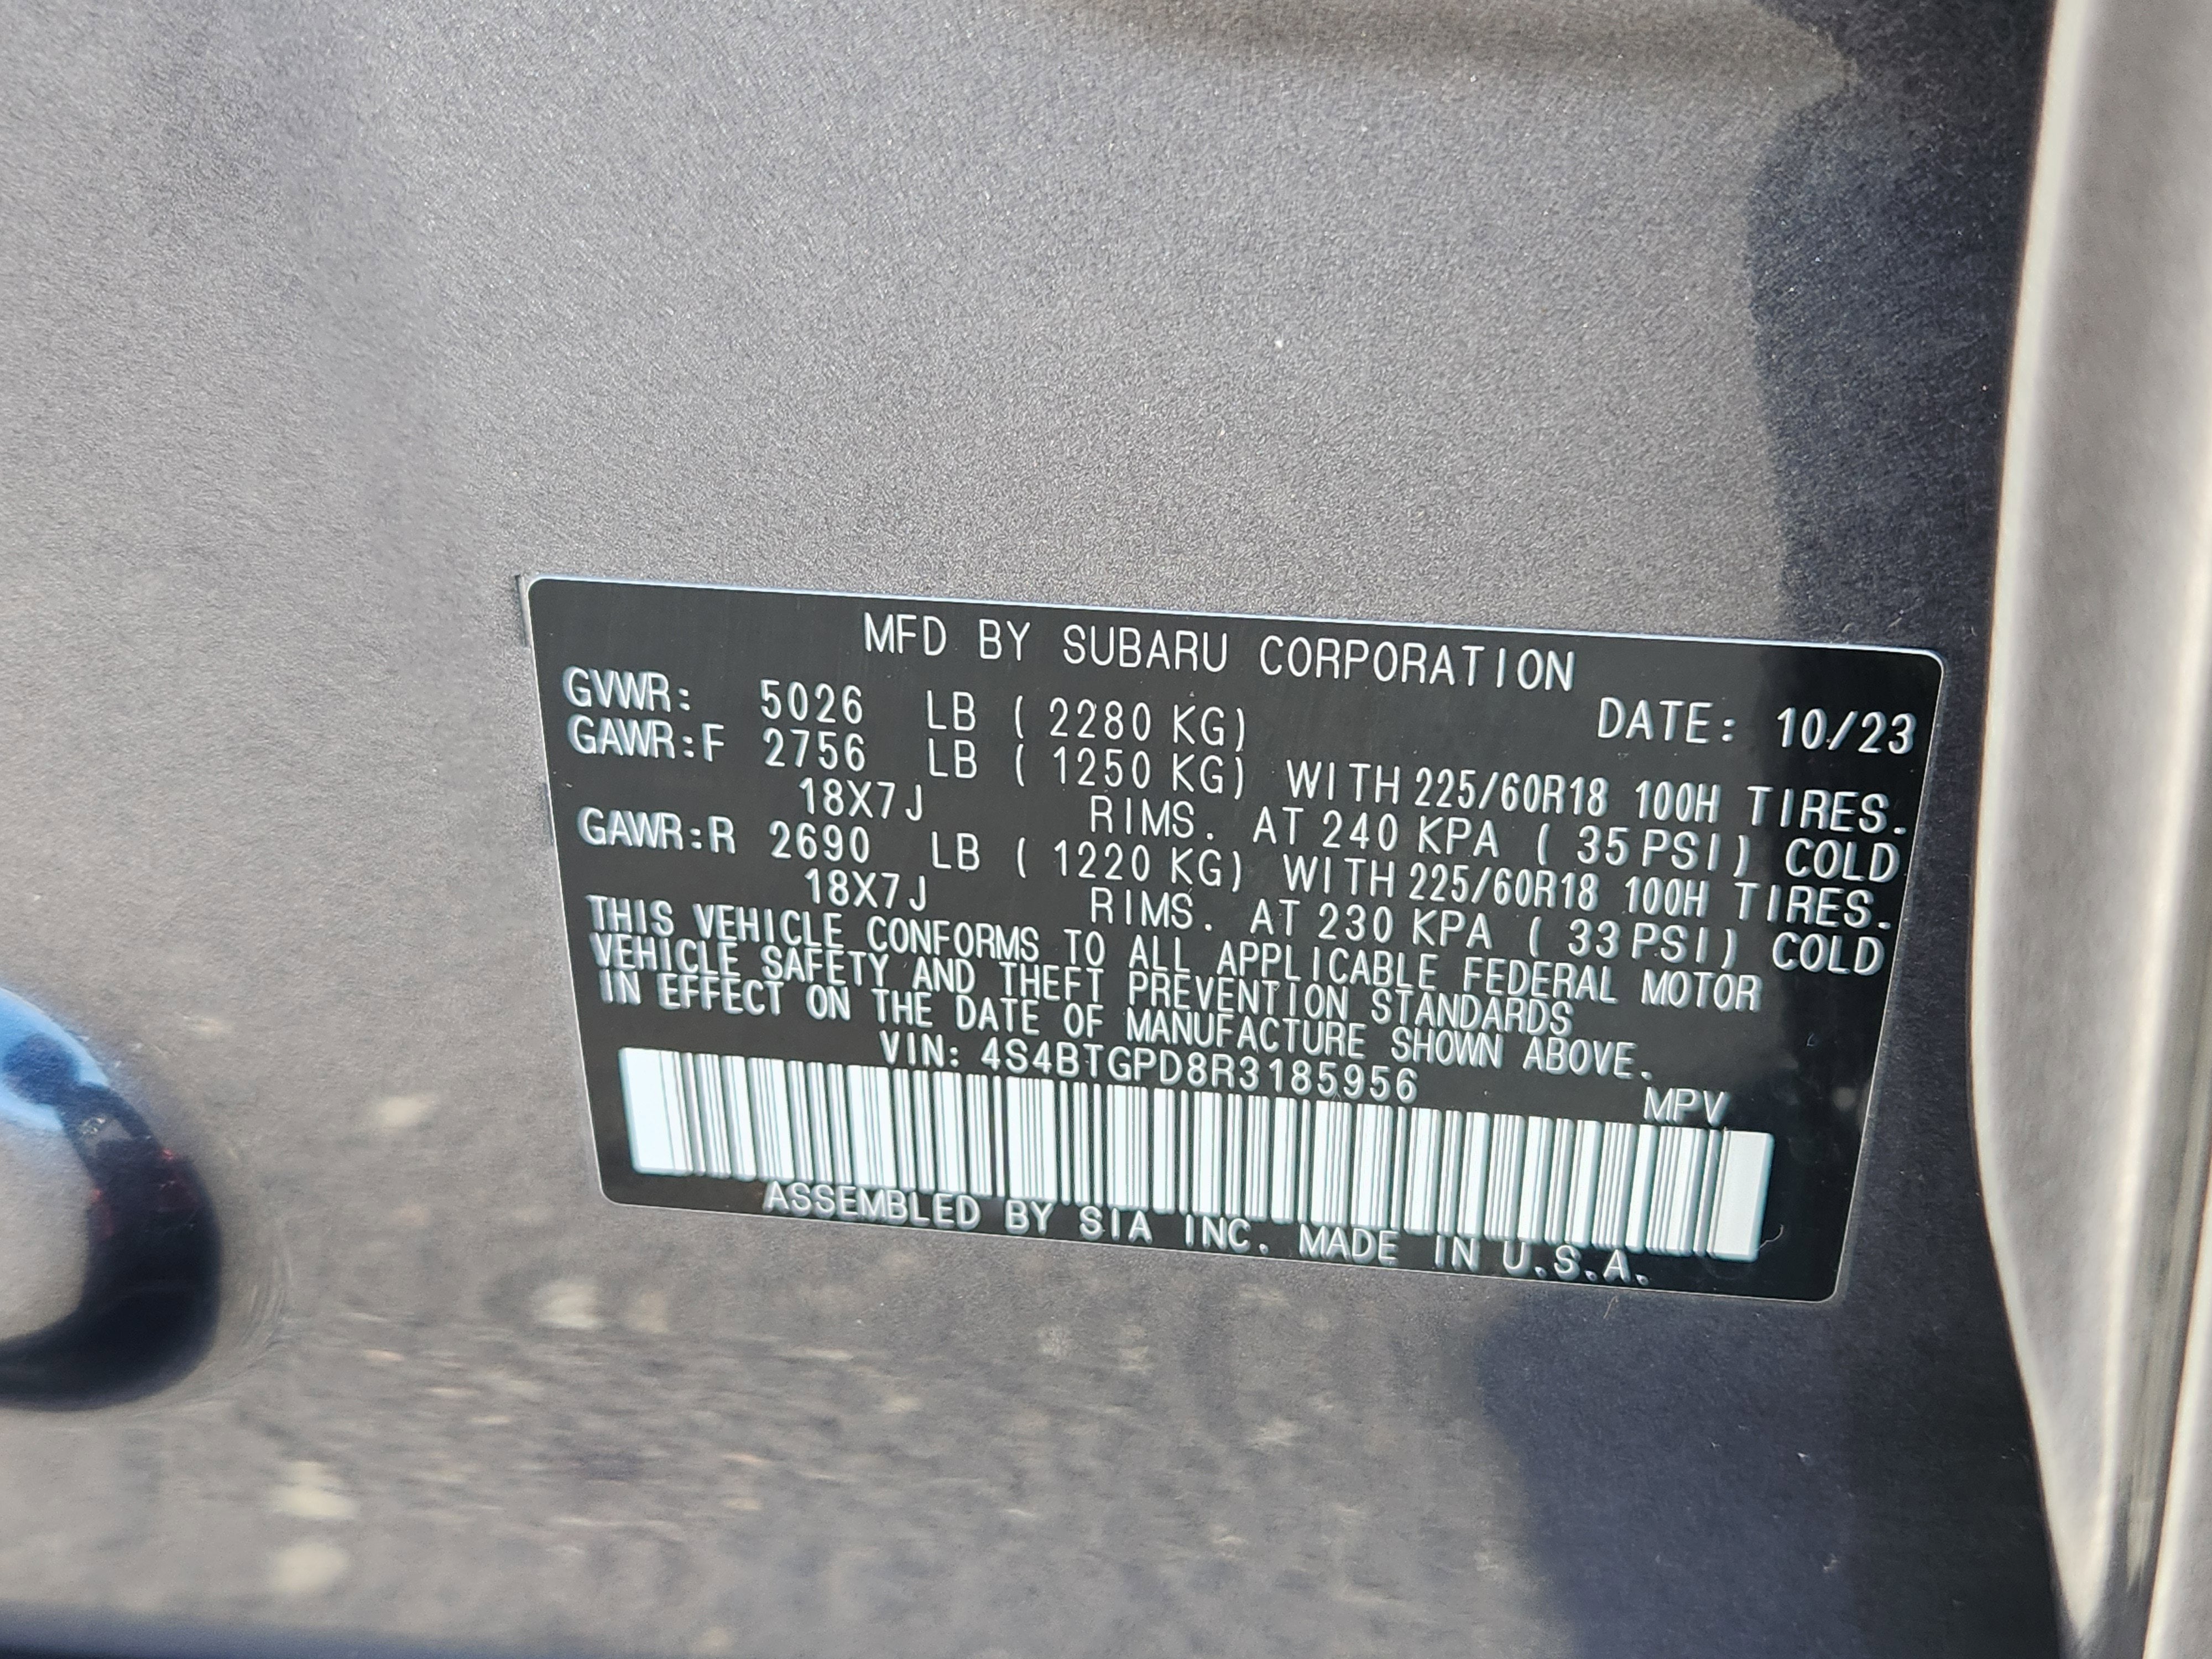 MFD BY SUBARU CORPORATION
GVWR: 5026 LB ( 2280 KG) DATE: 10/23
GAWR:F 2756 LB ( 1250 KG) WITH 225/60R18 100H TIRES.
18X7J RIMS. AT 240 KPA ( 35 PSI) COLD
GAWR:R 2690 LB ( 1220 KG) WITH 225/60R18 100H TIRES.
18X7J RIMS. AT 230 KPA ( 33 PSI) COLD
THIS VEHICLE CONFORMS TO ALL APPLICABLE FEDERAL MOTOR
VEHICLE SAFETY AND THEFT PREVENTION STANDARDS
IN EFFECT ON THE DATE OF MANUFACTURE SHOWN ABOVE.
VIN: 4S4BTGPD8R3185956 MPV
ASSEMBLED BY SIA INC. MADE IN U.S.A.